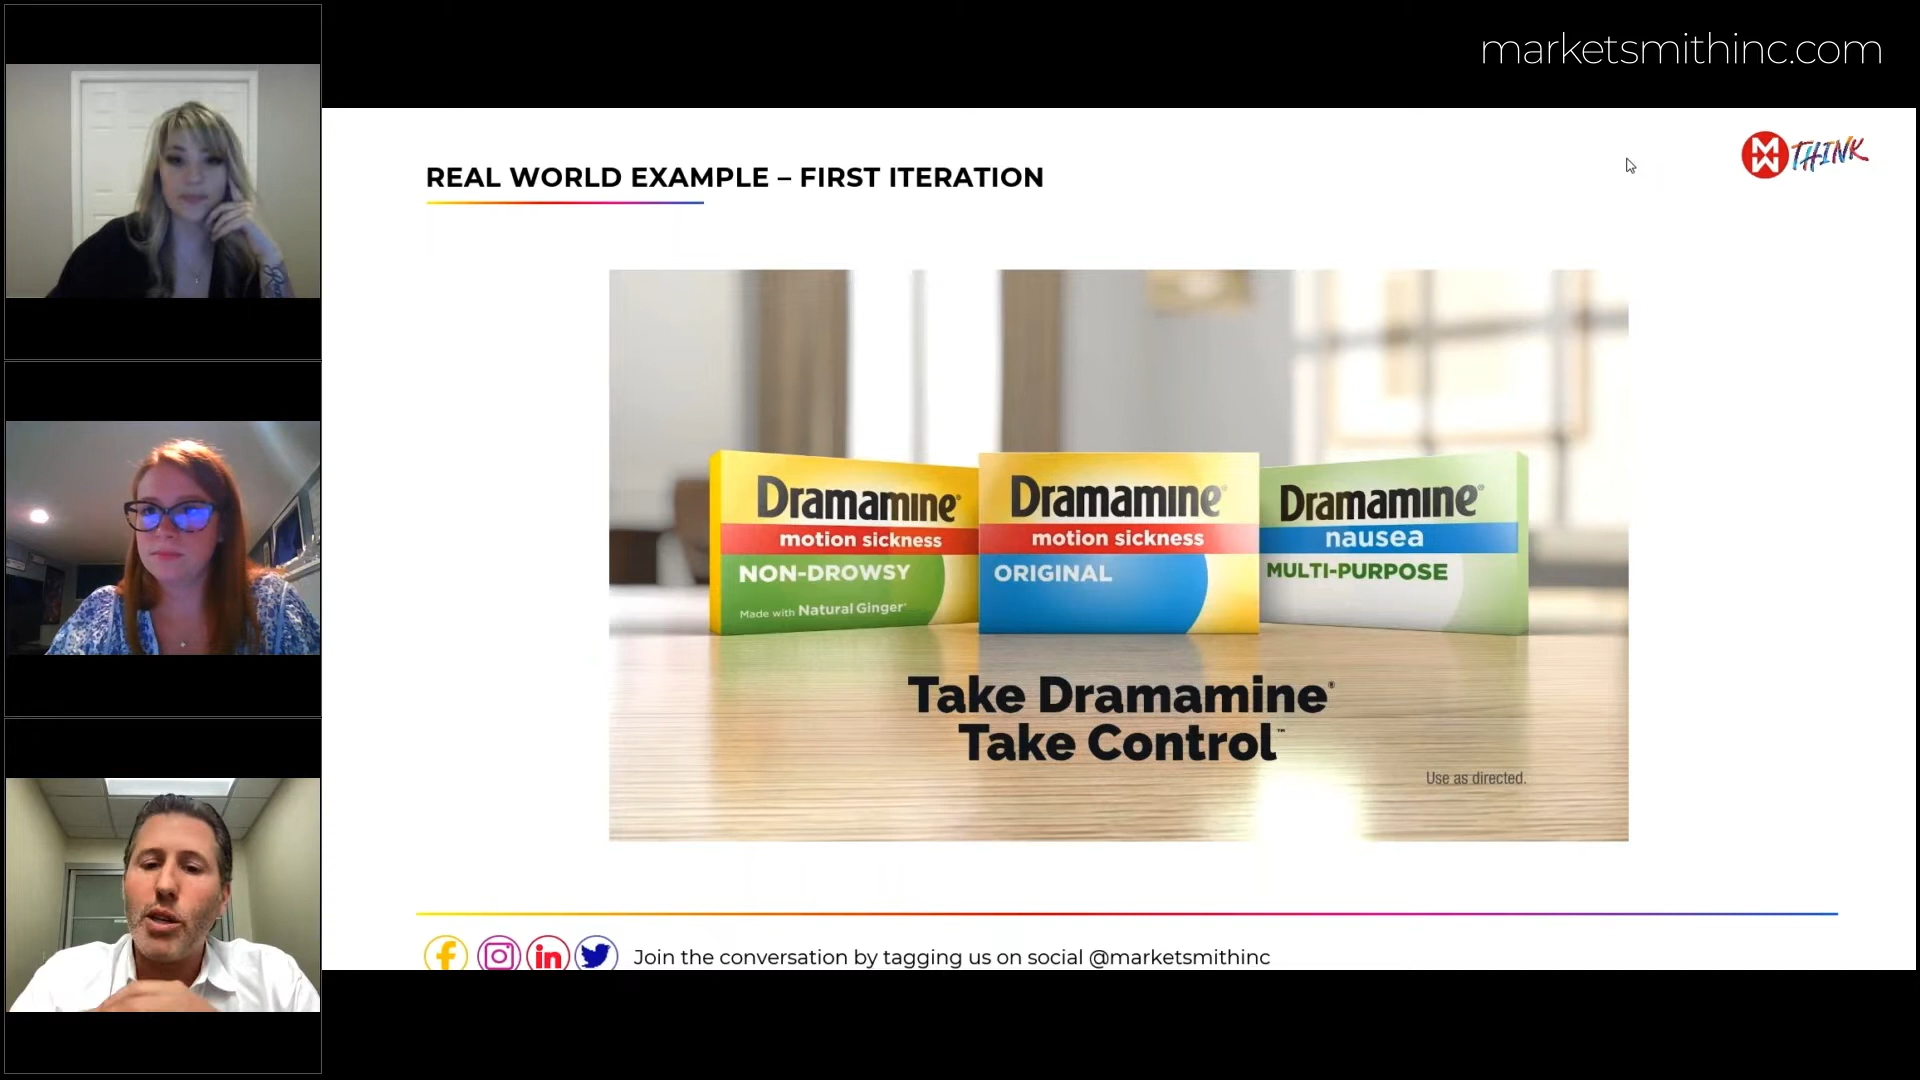 marketsmithinc.com
REAL WORLD EXAMPLE – FIRST ITERATION
THINK
Dramamine®
motion sickness
NON-DROWSY
Made with Natural Ginger*
Dramamine®
motion sickness
ORIGINAL
Dramamine®
nausea
MULTI-PURPOSE
Take Dramamine®
Take Control™
Use as directed.
Join the conversation by tagging us on social @marketsmithinc